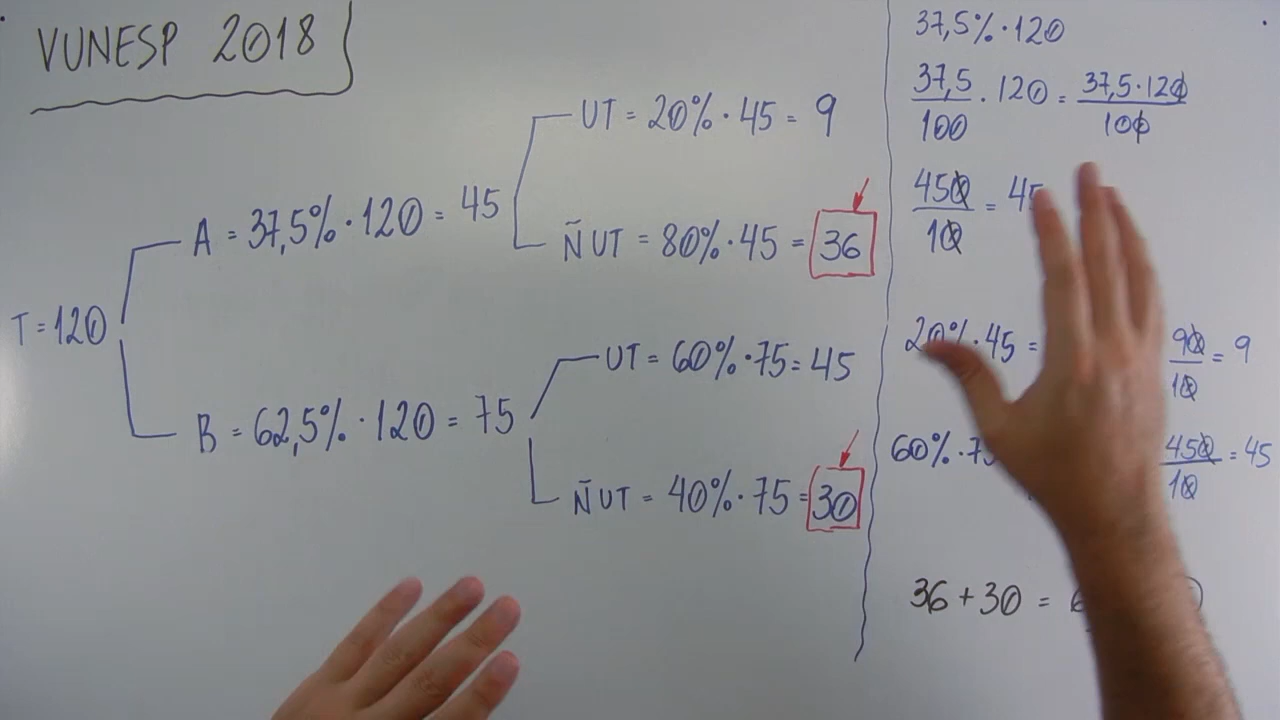 VUNESP 2018
T = 120
A = 37,5% · 120 = 45
UT = 20% · 45 = 9
ÑUT = 80% · 45 = 36
B = 62,5% · 120 = 75
UT = 60% · 75 = 45
ÑUT = 40% · 75 = 30
37,5% · 120
37,5/100 · 120 = 37,5 · 120/100
450/10 = 45
20% · 45 = 90/10 = 9
60% · 75 450/10 = 45
36 + 30 =